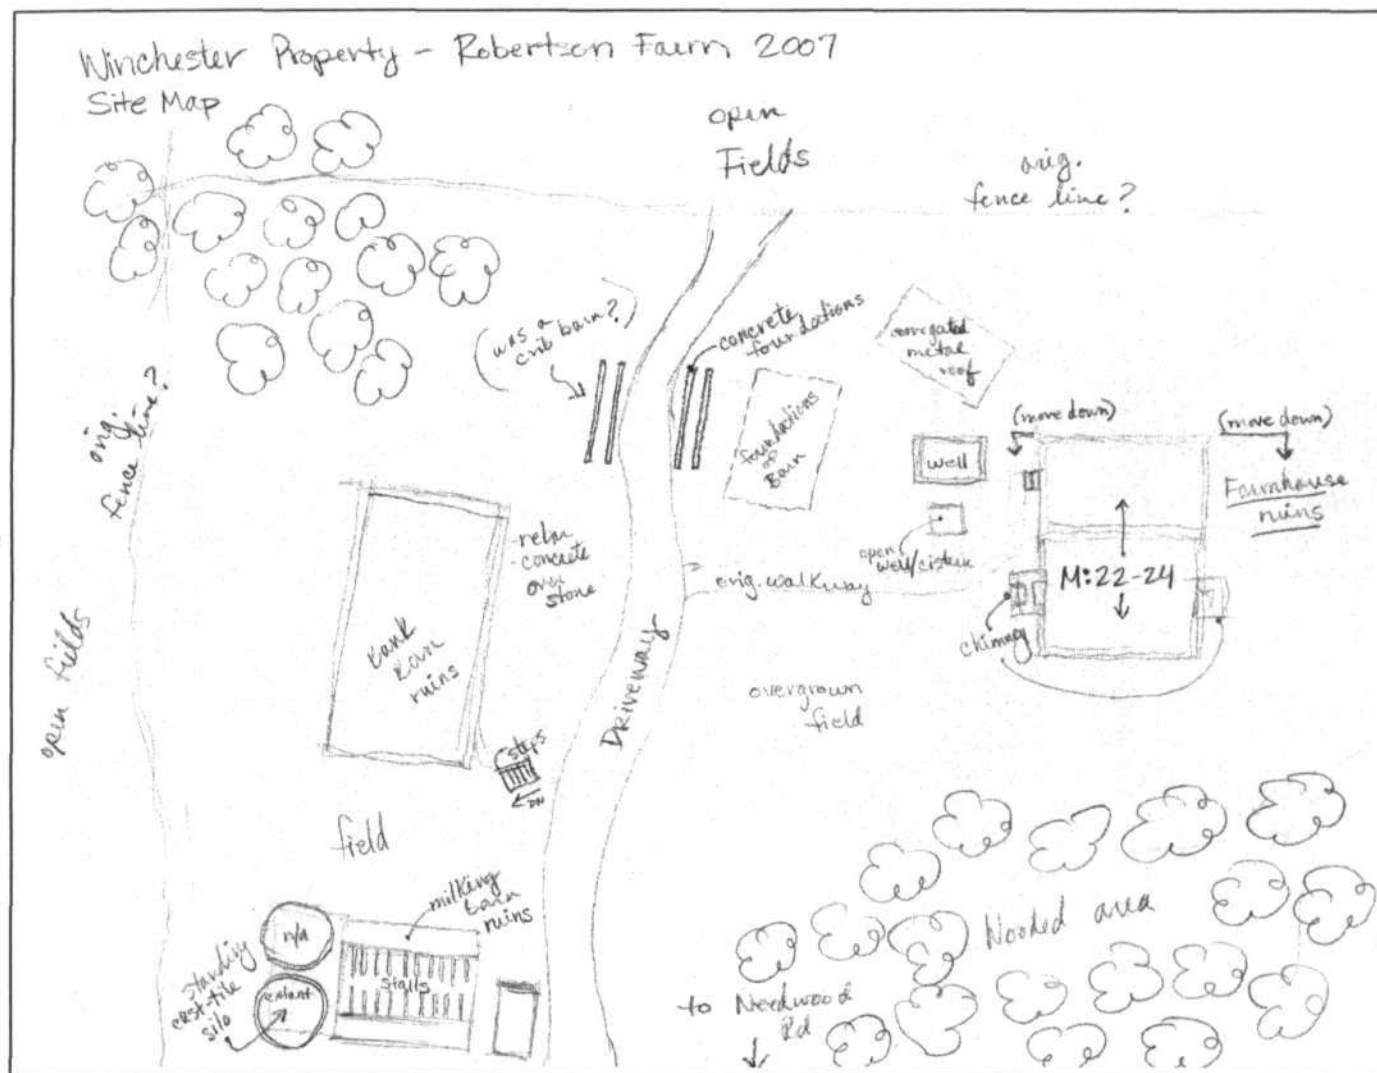 Winchester Property - Robertson Farm 2007
Site Map
open
Fields
orig.
fence line?
(was a
crib barn?)
concrete
foundations
corregated
metal
roof
orig.
fence line?
foundations
of
Barn
well
(move down)
(move down)
Farmhouse
ruins
rebar
concrete
over
stone
open
well/cistern
orig. walkway
M:22-24
chimney
Bank
Barn
ruins
open fields
Driveway
overgrown
field
steps
DN
field
milking
barn
ruins
Wooded area
n/a
stalls
standing
cast-tile
silo
extant
to Needwood
Rd